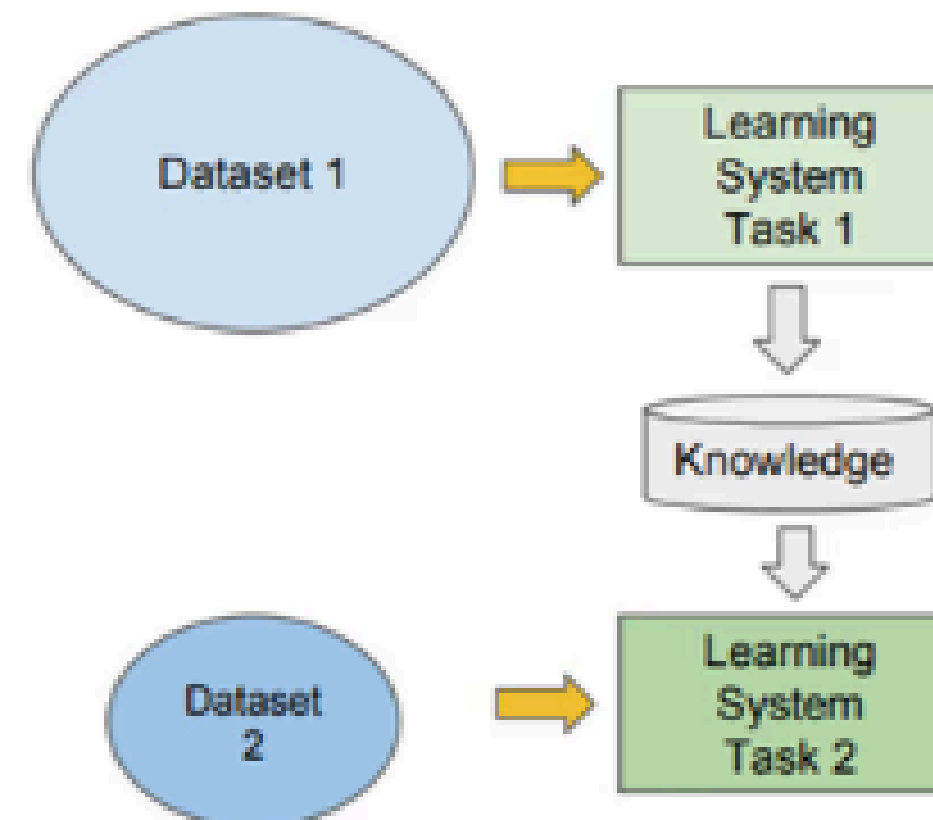 Dataset 1
Learning
System
Task 1
Knowledge
Dataset
2
Learning
System
Task 2